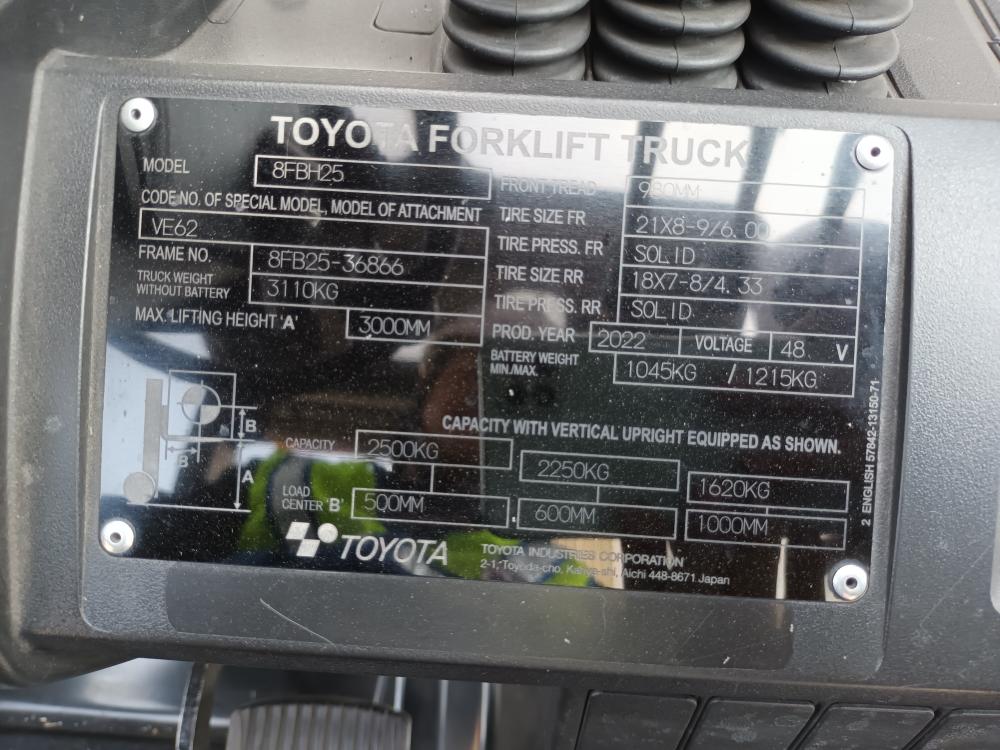 TOYOTA FORKLIFT TRUCK
MODEL 8FBH25
CODE NO. OF SPECIAL MODEL, MODEL OF ATTACHMENT
VE62
FRAME NO. 8FB25-36866
TRUCK WEIGHT WITHOUT BATTERY 3110KG
MAX. LIFTING HEIGHT 'A' 3000MM
FRONT TREAD 980MM
TIRE SIZE FR 21X8-9/6.00
TIRE PRESS. FR SOLID
TIRE SIZE RR 18X7-8/4.33
TIRE PRESS. RR SOLID
PROD. YEAR 2022 VOLTAGE 48 V
BATTERY WEIGHT MIN./MAX. 1045KG / 1215KG
CAPACITY WITH VERTICAL UPRIGHT EQUIPPED AS SHOWN.
B
B
A
CAPACITY 2500KG 2250KG 1620KG
LOAD CENTER 'B' 500MM 600MM 1000MM
TOYOTA
TOYOTA INDUSTRIES CORPORATION
2-1, Toyoda-cho, Kariya-shi, Aichi 448-8671 Japan
2 ENGLISH 57842-13150-71